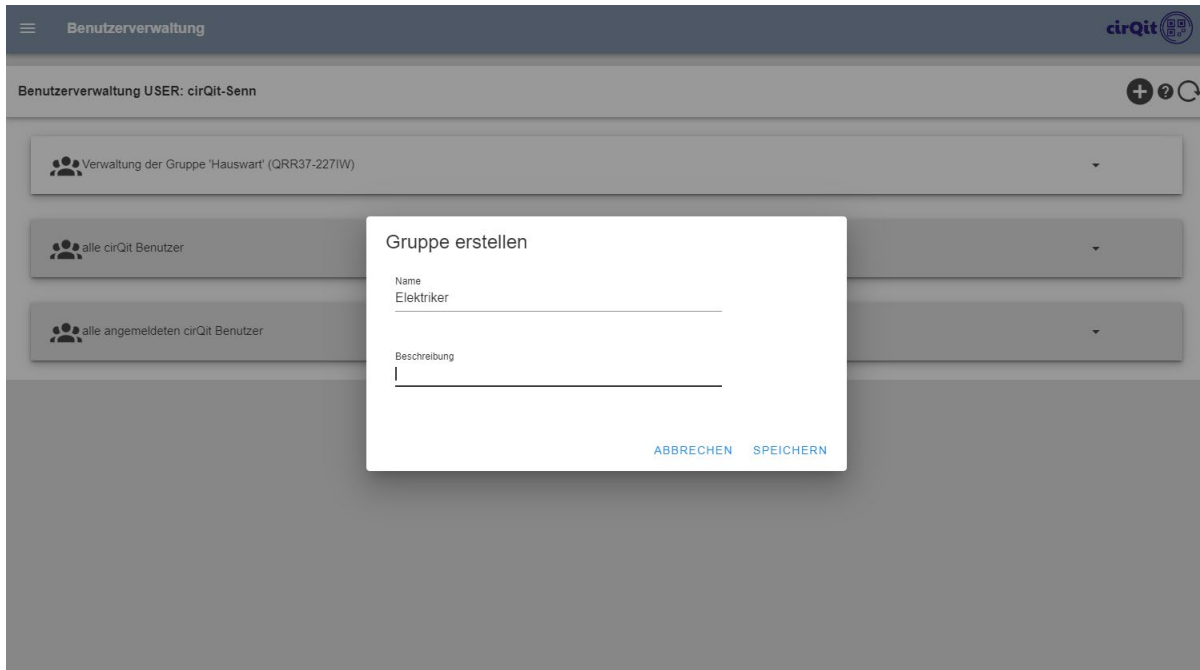 Benutzerverwaltung
cirQit
Benutzerverwaltung USER: cirQit-Senn
Verwaltung der Gruppe 'Hauswart' (QRR37-227IW)
alle cirQit Benutzer
alle angemeldeten cirQit Benutzer
Gruppe erstellen
Name
Elektriker
Beschreibung
ABBRECHEN SPEICHERN